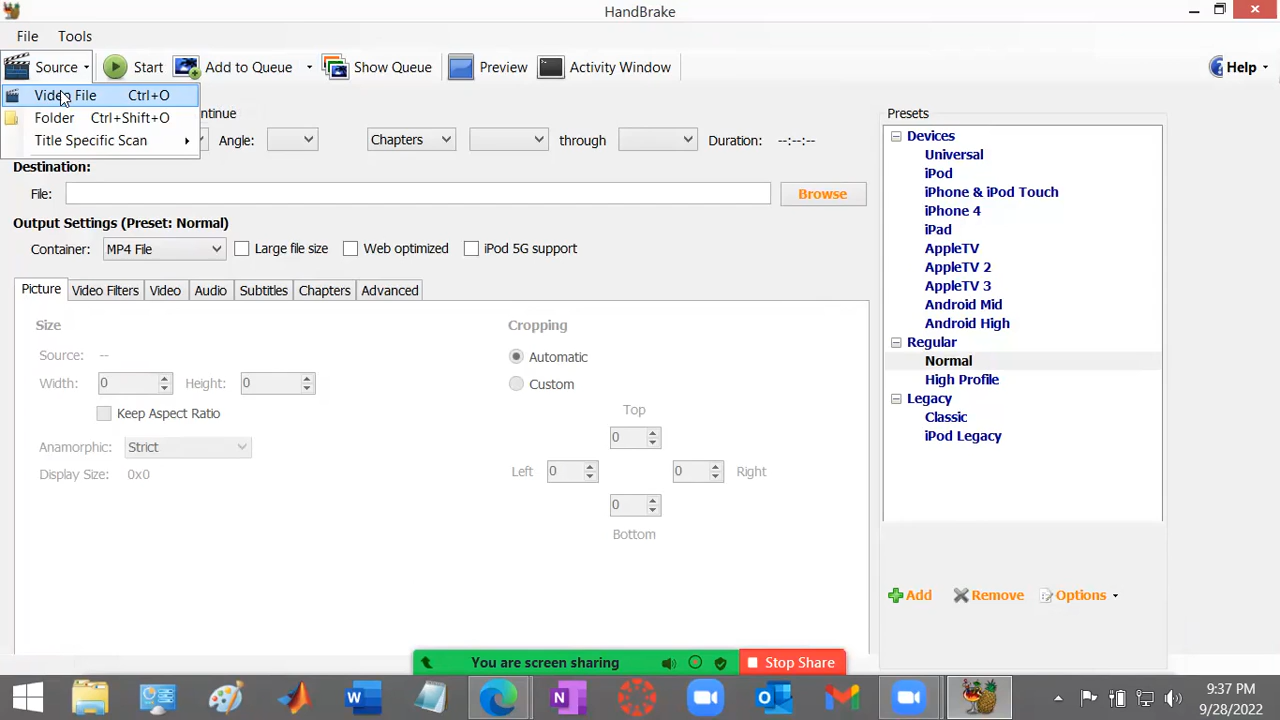 HandBrake
File Tools
Source Start Add to Queue Show Queue Preview Activity Window Help
Video File Ctrl+O
Folder Ctrl+Shift+O
Title Specific Scan
ntinue
Angle: Chapters through Duration: --:--:--
Destination:
File: Browse
Output Settings (Preset: Normal)
Container: MP4 File Large file size Web optimized iPod 5G support
Picture Video Filters Video Audio Subtitles Chapters Advanced
Size
Source: --
Width: 0 Height: 0
Keep Aspect Ratio
Anamorphic: Strict
Display Size: 0x0
Cropping
Automatic
Custom
Top
0
Left 0 0 Right
0
Bottom
Presets
Devices
Universal
iPod
iPhone & iPod Touch
iPhone 4
iPad
AppleTV
AppleTV 2
AppleTV 3
Android Mid
Android High
Regular
Normal
High Profile
Legacy
Classic
iPod Legacy
Add Remove Options
You are screen sharing Stop Share
9:37 PM
9/28/2022